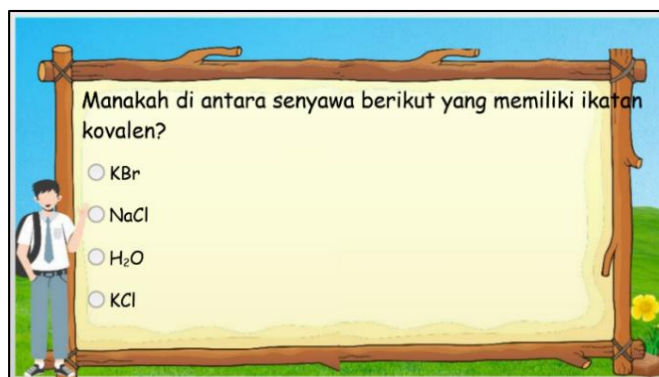 Manakah di antara senyawa berikut yang memiliki ikatan
kovalen?
KBr
NaCl
H₂O
KCl